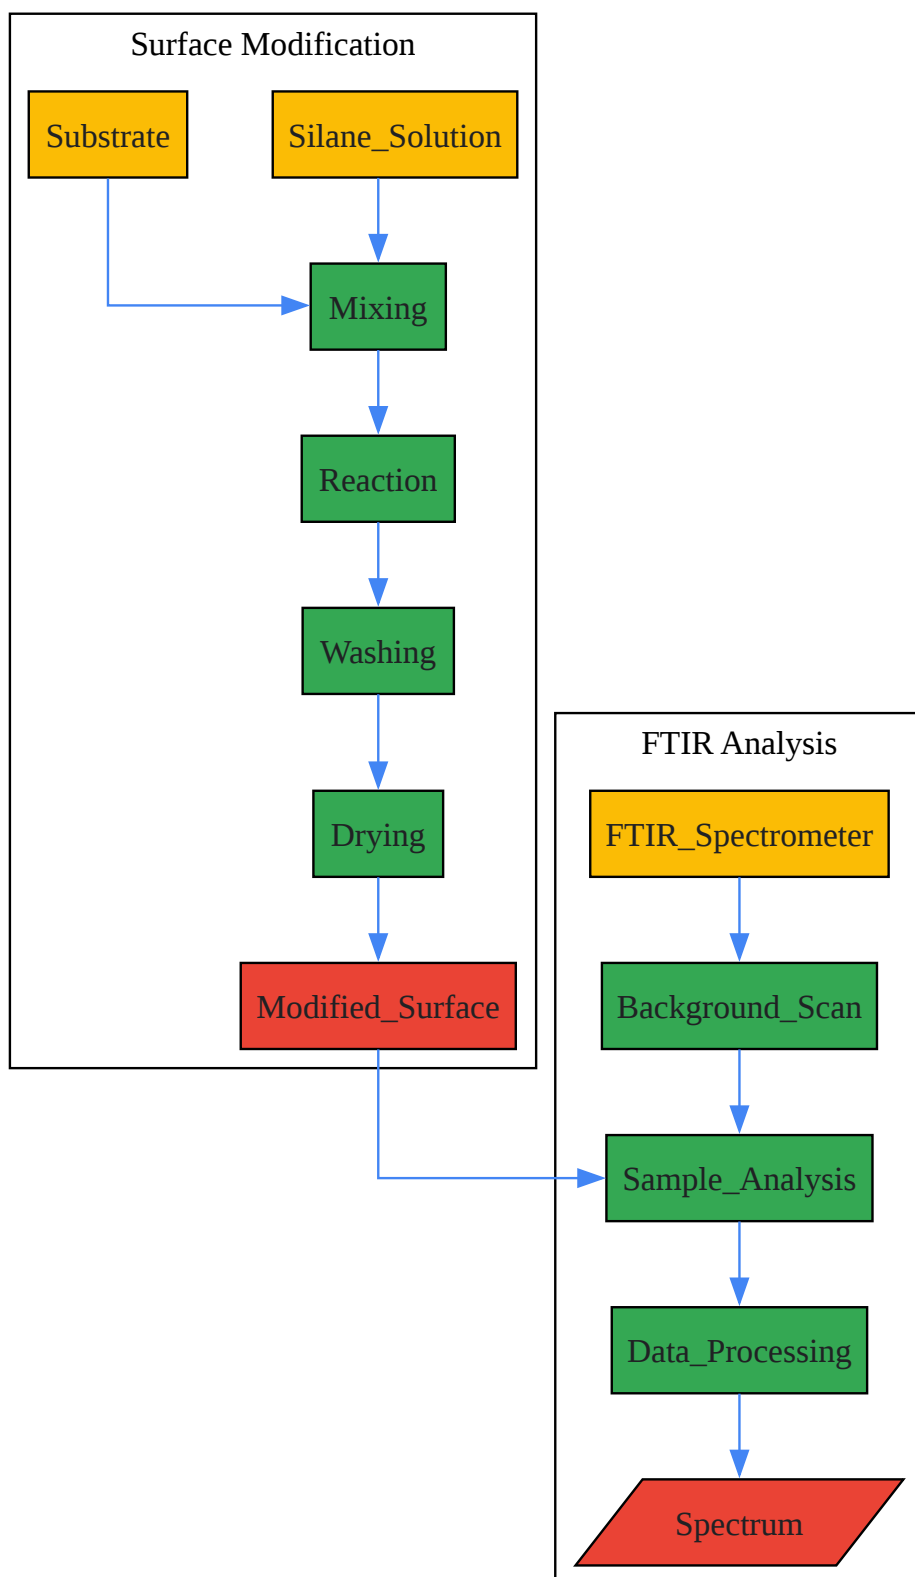 Surface Modification
Substrate
Silane_Solution
Mixing
Reaction
Washing
Drying
Modified_Surface
FTIR Analysis
FTIR_Spectrometer
Background_Scan
Sample_Analysis
Data_Processing
Spectrum